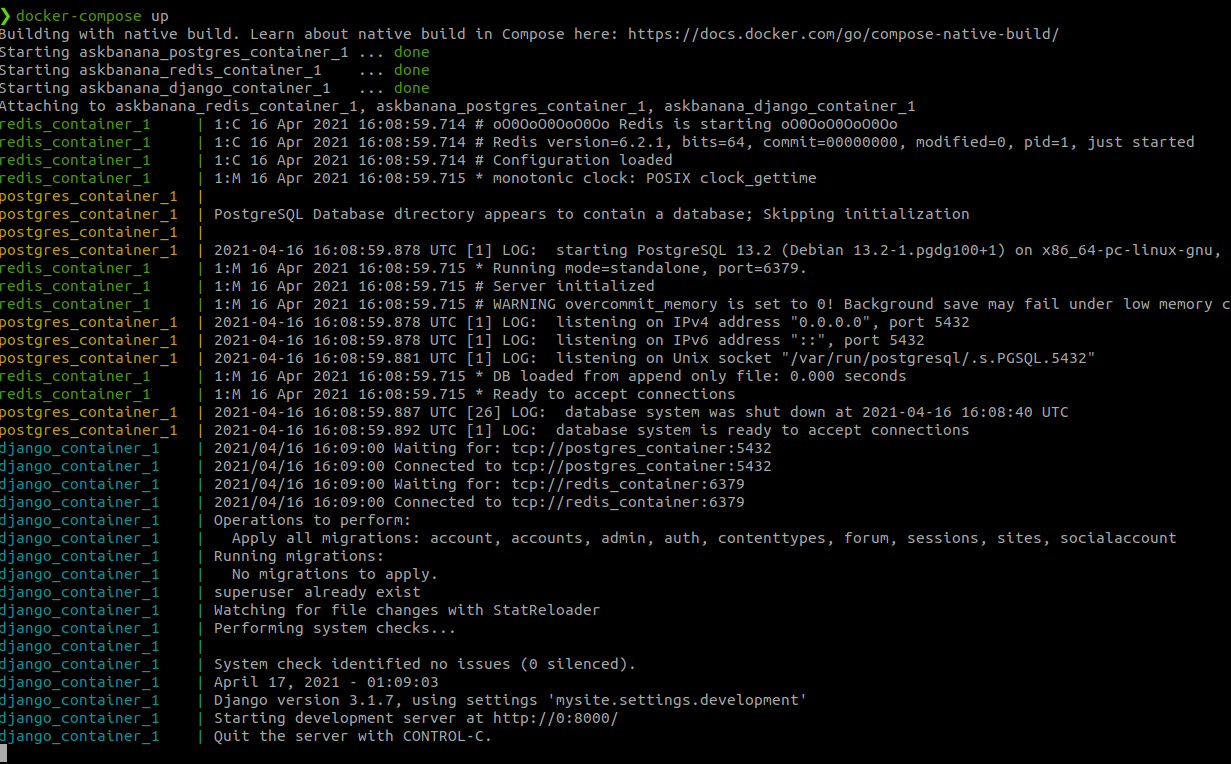 ❯ docker-compose up
Building with native build. Learn about native build in Compose here: https://docs.docker.com/go/compose-native-build/
Starting askbanana_postgres_container_1 ... done
Starting askbanana_redis_container_1    ... done
Starting askbanana_django_container_1   ... done
Attaching to askbanana_redis_container_1, askbanana_postgres_container_1, askbanana_django_container_1
redis_container_1     | 1:C 16 Apr 2021 16:08:59.714 # oO0OoO0OoO0Oo Redis is starting oO0OoO0OoO0Oo
redis_container_1     | 1:C 16 Apr 2021 16:08:59.714 # Redis version=6.2.1, bits=64, commit=00000000, modified=0, pid=1, just started
redis_container_1     | 1:C 16 Apr 2021 16:08:59.714 # Configuration loaded
redis_container_1     | 1:M 16 Apr 2021 16:08:59.715 * monotonic clock: POSIX clock_gettime
postgres_container_1  |
postgres_container_1  | PostgreSQL Database directory appears to contain a database; Skipping initialization
postgres_container_1  |
postgres_container_1  | 2021-04-16 16:08:59.878 UTC [1] LOG:  starting PostgreSQL 13.2 (Debian 13.2-1.pgdg100+1) on x86_64-pc-linux-gnu,
redis_container_1     | 1:M 16 Apr 2021 16:08:59.715 * Running mode=standalone, port=6379.
redis_container_1     | 1:M 16 Apr 2021 16:08:59.715 # Server initialized
redis_container_1     | 1:M 16 Apr 2021 16:08:59.715 # WARNING overcommit_memory is set to 0! Background save may fail under low memory c
postgres_container_1  | 2021-04-16 16:08:59.878 UTC [1] LOG:  listening on IPv4 address "0.0.0.0", port 5432
postgres_container_1  | 2021-04-16 16:08:59.878 UTC [1] LOG:  listening on IPv6 address "::", port 5432
postgres_container_1  | 2021-04-16 16:08:59.881 UTC [1] LOG:  listening on Unix socket "/var/run/postgresql/.s.PGSQL.5432"
redis_container_1     | 1:M 16 Apr 2021 16:08:59.715 * DB loaded from append only file: 0.000 seconds
redis_container_1     | 1:M 16 Apr 2021 16:08:59.715 * Ready to accept connections
postgres_container_1  | 2021-04-16 16:08:59.887 UTC [26] LOG:  database system was shut down at 2021-04-16 16:08:40 UTC
postgres_container_1  | 2021-04-16 16:08:59.892 UTC [1] LOG:  database system is ready to accept connections
django_container_1    | 2021/04/16 16:09:00 Waiting for: tcp://postgres_container:5432
django_container_1    | 2021/04/16 16:09:00 Connected to tcp://postgres_container:5432
django_container_1    | 2021/04/16 16:09:00 Waiting for: tcp://redis_container:6379
django_container_1    | 2021/04/16 16:09:00 Connected to tcp://redis_container:6379
django_container_1    | Operations to perform:
django_container_1    |   Apply all migrations: account, accounts, admin, auth, contenttypes, forum, sessions, sites, socialaccount
django_container_1    | Running migrations:
django_container_1    |   No migrations to apply.
django_container_1    | superuser already exist
django_container_1    | Watching for file changes with StatReloader
django_container_1    | Performing system checks...
django_container_1    |
django_container_1    | System check identified no issues (0 silenced).
django_container_1    | April 17, 2021 - 01:09:03
django_container_1    | Django version 3.1.7, using settings 'mysite.settings.development'
django_container_1    | Starting development server at http://0:8000/
django_container_1    | Quit the server with CONTROL-C.